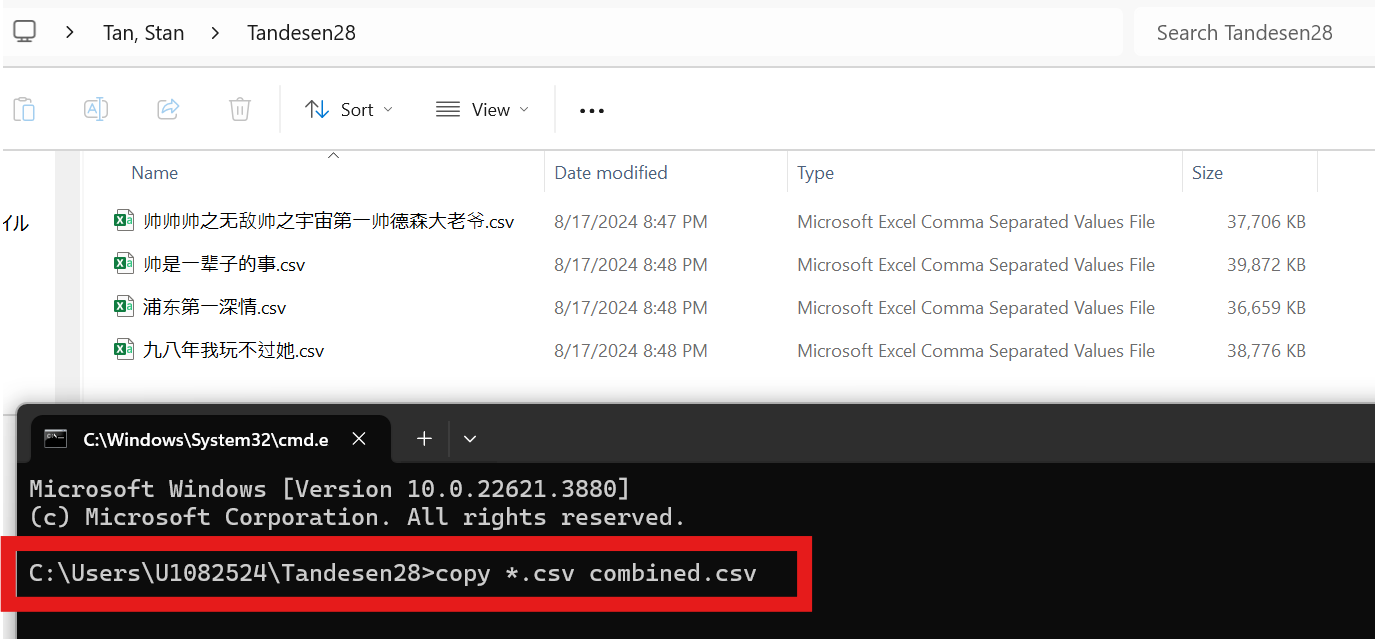 Tan, Stan > Tandesen28
Search Tandesen28
Sort View
Name Date modified Type Size
イル
帅帅帅之无敌帅之宇宙第一帅德森大老爷.csv 8/17/2024 8:47 PM Microsoft Excel Comma Separated Values File 37,706 KB
帅是一辈子的事.csv 8/17/2024 8:48 PM Microsoft Excel Comma Separated Values File 39,872 KB
浦东第一深情.csv 8/17/2024 8:48 PM Microsoft Excel Comma Separated Values File 36,659 KB
九八年我玩不过她.csv 8/17/2024 8:48 PM Microsoft Excel Comma Separated Values File 38,776 KB
C:\Windows\System32\cmd.e
Microsoft Windows [Version 10.0.22621.3880]
(c) Microsoft Corporation. All rights reserved.
C:\Users\U1082524\Tandesen28>copy *.csv combined.csv